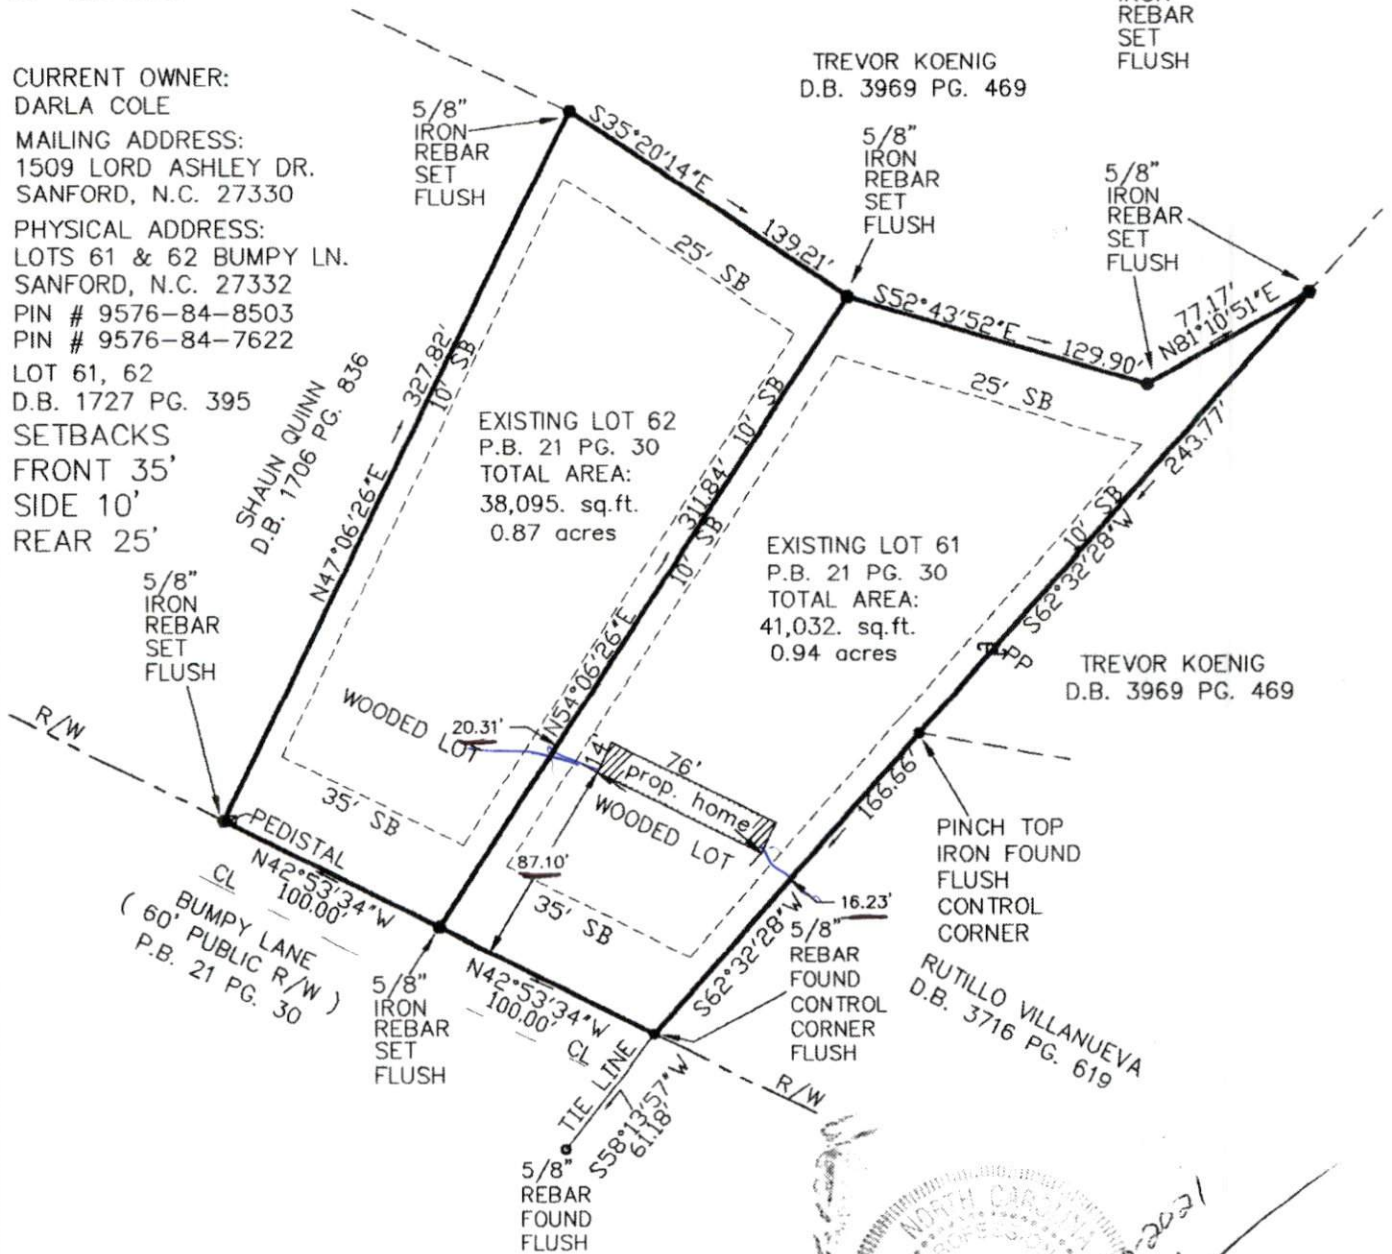 REBAR
SET
FLUSH
CURRENT OWNER:
DARLA COLE
MAILING ADDRESS:
1509 LORD ASHLEY DR.
SANFORD, N.C. 27330
PHYSICAL ADDRESS:
LOTS 61 & 62 BUMPY LN.
SANFORD, N.C. 27332
PIN # 9576-84-8503
PIN # 9576-84-7622
LOT 61, 62
D.B. 1727 PG. 395
SETBACKS
FRONT 35'
SIDE 10'
REAR 25'
TREVOR KOENIG
D.B. 3969 PG. 469
5/8"
IRON
REBAR
SET
FLUSH
S35°20'14"E
139.21'
5/8"
IRON
REBAR
SET
FLUSH
5/8"
IRON
REBAR
SET
FLUSH
25' SB
S52°43'52"E
129.90'
77.17'
N81°10'51"E
25' SB
SHAUN QUINN
D.B. 1706 PG. 836
327.82'
10' SB
N47°06'26"E
EXISTING LOT 62
P.B. 21 PG. 30
TOTAL AREA:
38,095. sq.ft.
0.87 acres
10' SB
311.84'
10' SB
N54°06'26"E
EXISTING LOT 61
P.B. 21 PG. 30
TOTAL AREA:
41,032. sq.ft.
0.94 acres
243.77'
10' SB
S62°32'28"W
PP
TREVOR KOENIG
D.B. 3969 PG. 469
5/8"
IRON
REBAR
SET
FLUSH
R/W
WOODED LOT
20.31'
14
76'
prop. home
WOODED LOT
166.66'
PINCH TOP
IRON FOUND
FLUSH
CONTROL
CORNER
35' SB
PEDISTAL
N42°53'34"W
100.00'
CL
BUMPY LANE
( 60' PUBLIC R/W )
P.B. 21 PG. 30
87.10'
35' SB
16.23'
S62°32'28"W
5/8"
REBAR
FOUND
CONTROL
CORNER
FLUSH
RUTILLO VILLANUEVA
D.B. 3716 PG. 619
5/8"
IRON
REBAR
SET
FLUSH
N42°53'34"W
100.00'
CL
TIE LINE
S58°13'57"W
61.18'
R/W
5/8"
REBAR
FOUND
FLUSH
NORTH CAROLINA
2021